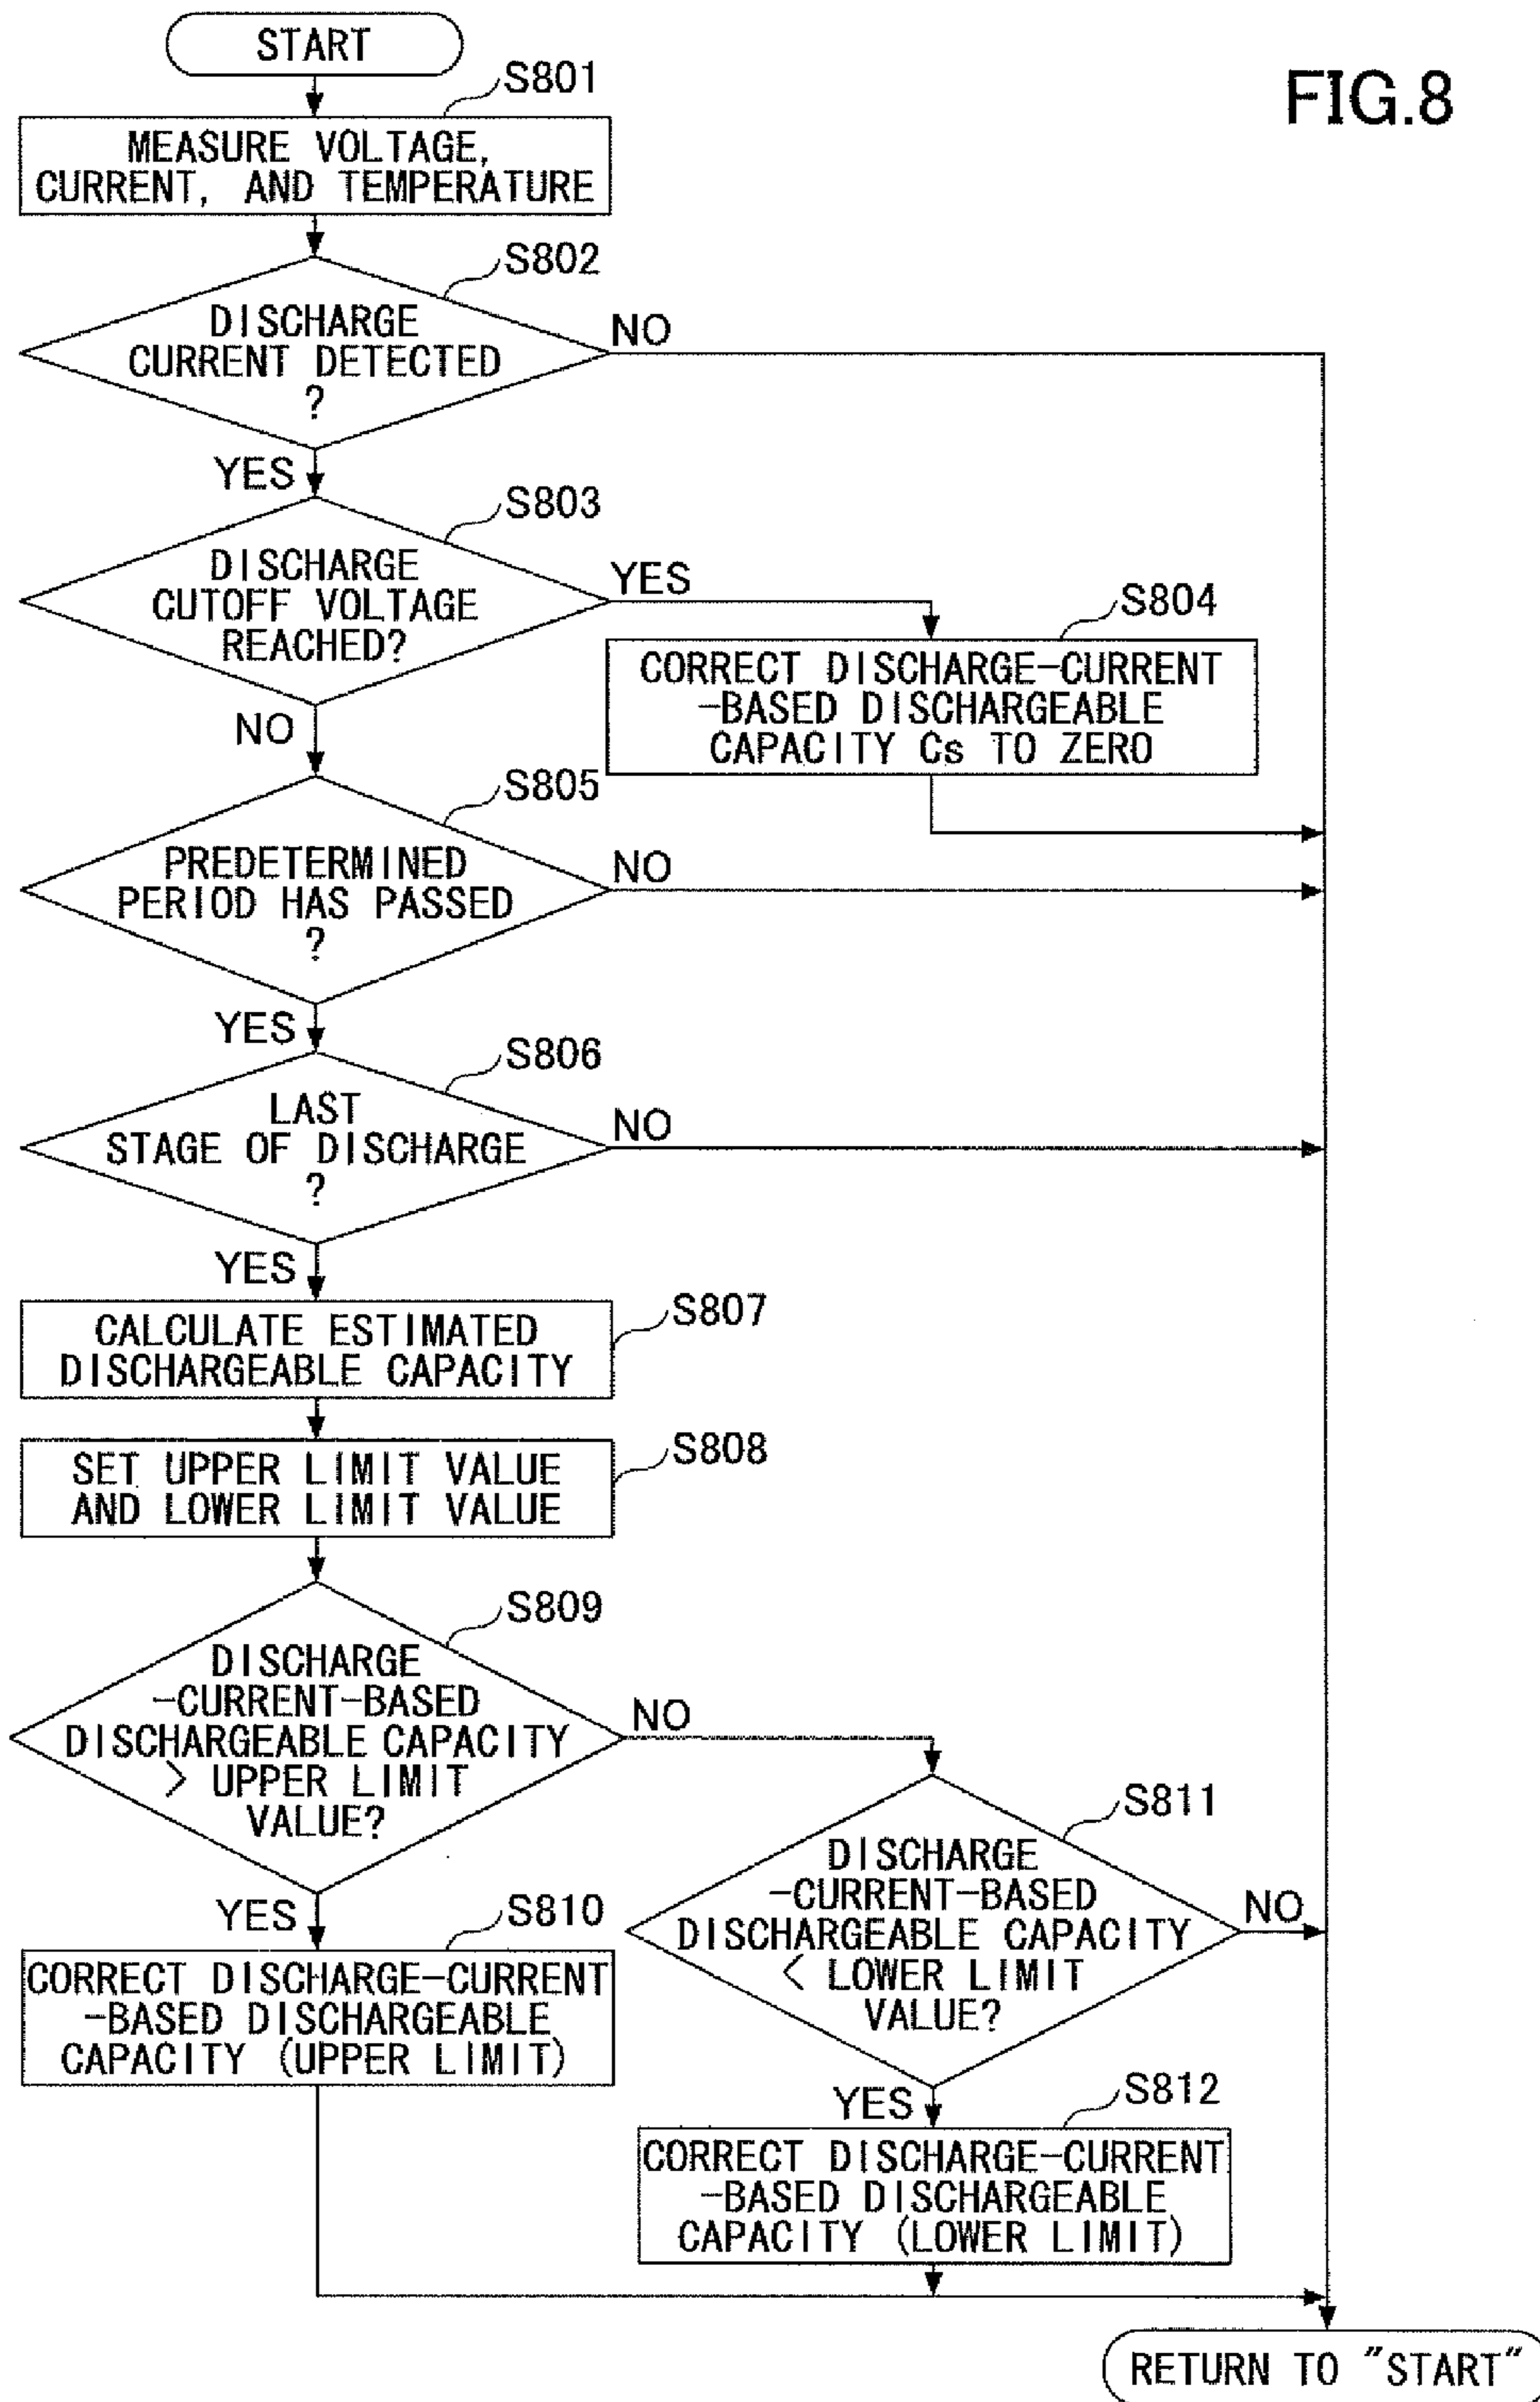 START
FIG.8
S801
MEASURE VOLTAGE,
CURRENT, AND TEMPERATURE
S802
DISCHARGE
CURRENT DETECTED
?
NO
YES
S803
DISCHARGE
CUTOFF VOLTAGE
REACHED?
YES
S804
CORRECT DISCHARGE-CURRENT
-BASED DISCHARGEABLE
CAPACITY Cs TO ZERO
NO
S805
PREDETERMINED
PERIOD HAS PASSED
?
NO
YES
S806
LAST
STAGE OF DISCHARGE
?
NO
YES
S807
CALCULATE ESTIMATED
DISCHARGEABLE CAPACITY
S808
SET UPPER LIMIT VALUE
AND LOWER LIMIT VALUE
S809
DISCHARGE
-CURRENT-BASED
DISCHARGEABLE CAPACITY
> UPPER LIMIT
VALUE?
NO
YES
S810
CORRECT DISCHARGE-CURRENT
-BASED DISCHARGEABLE
CAPACITY (UPPER LIMIT)
S811
DISCHARGE
-CURRENT-BASED
DISCHARGEABLE CAPACITY
< LOWER LIMIT
VALUE?
NO
YES
S812
CORRECT DISCHARGE-CURRENT
-BASED DISCHARGEABLE
CAPACITY (LOWER LIMIT)
RETURN TO "START"